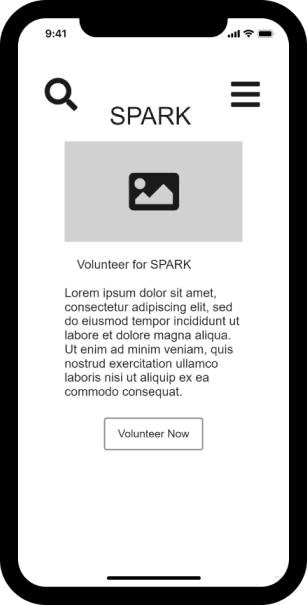 9:41
SPARK
Volunteer for SPARK
Lorem ipsum dolor sit amet,
consectetur adipiscing elit, sed
do eiusmod tempor incididunt ut
labore et dolore magna aliqua.
Ut enim ad minim veniam, quis
nostrud exercitation ullamco
laboris nisi ut aliquip ex ea
commodo consequat.
Volunteer Now